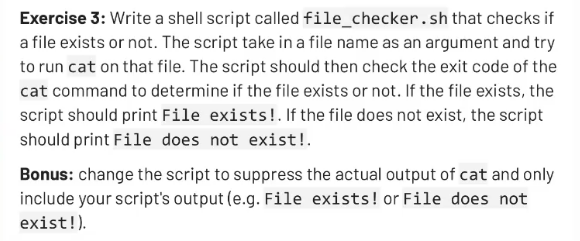 Exercise 3: Write a shell script called file_checker.sh that checks if
a file exists or not. The script take in a file name as an argument and try
to run cat on that file. The script should then check the exit code of the
cat command to determine if the file exists or not. If the file exists, the
script should print File exists!. If the file does not exist, the script
should print File does not exist!.
Bonus: change the script to suppress the actual output of cat and only
include your script's output (e.g. File exists! or File does not
exist!).